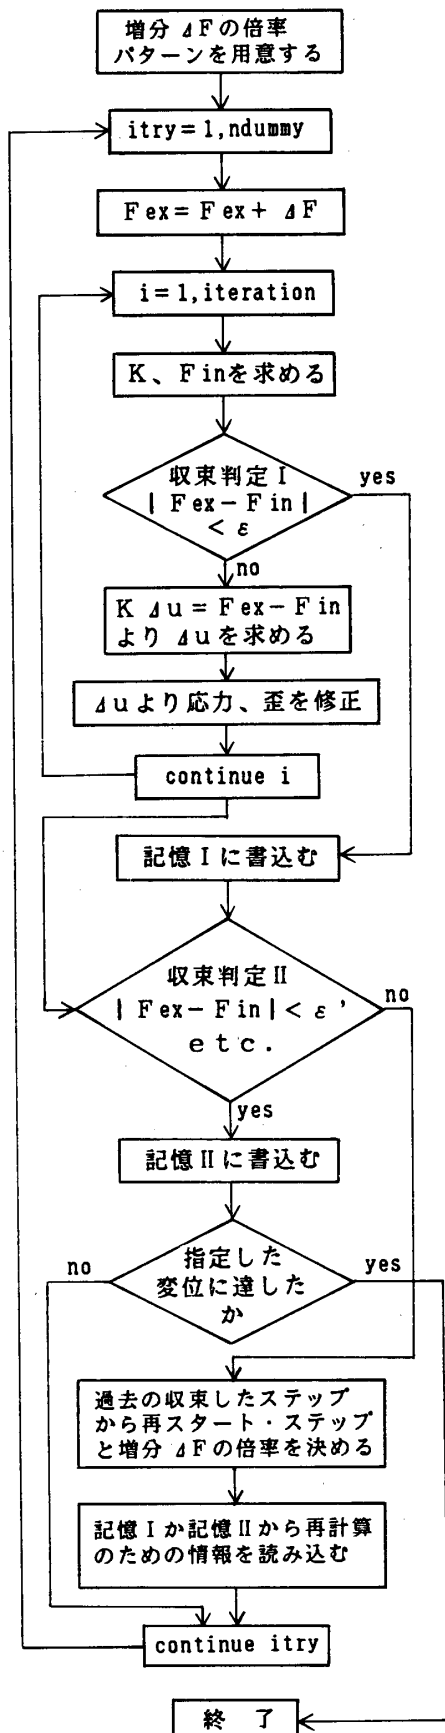 増分 ΔFの倍率
パターンを用意する
itry=1,ndummy
Fex=Fex+ ΔF
i=1,iteration
K、Finを求める
収束判定Ⅰ
| Fex−Fin |
< ε
yes
no
K Δu=Fex−Fin
より Δuを求める
Δuより応力、歪を修正
continue i
記憶Ⅰに書込む
収束判定Ⅱ
| Fex−Fin | < ε '
etc.
no
yes
記憶Ⅱに書込む
指定した
変位に達した
か
no
yes
過去の収束したステップ
から再スタート・ステップ
と増分 ΔFの倍率を決める
記憶Ⅰか記憶Ⅱから再計算
のための情報を読み込む
continue itry
終 了